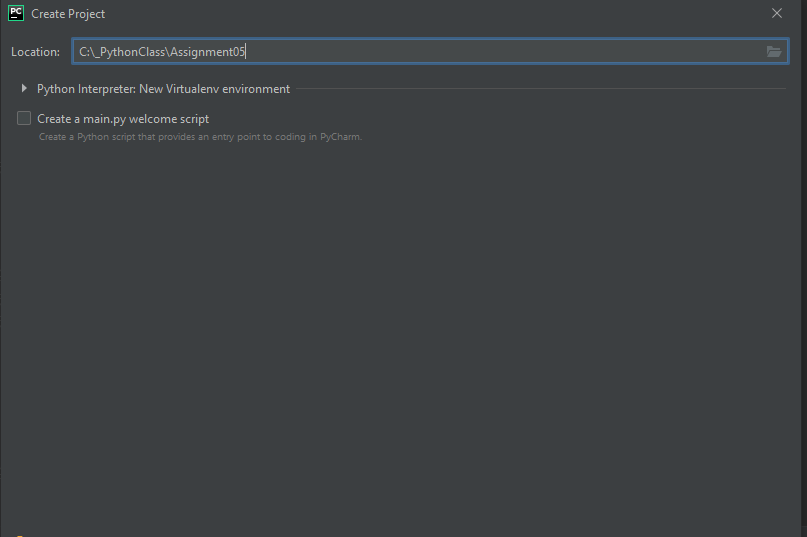 PC Create Project
Location: C:\_PythonClass\Assignment05
Python Interpreter: New Virtualenv environment
Create a main.py welcome script
Create a Python script that provides an entry point to coding in PyCharm.